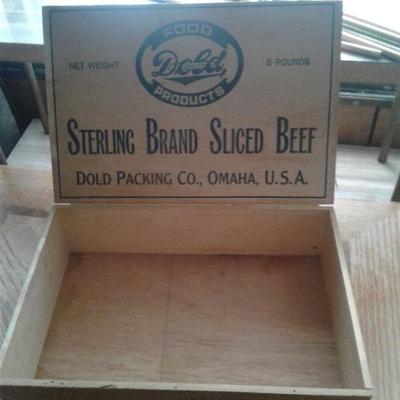 FOOD
NET WEIGHT Dold 5 POUNDS
PRODUCTS
STERLING BRAND SLICED BEEF
DOLD PACKING CO., OMAHA, U.S.A.